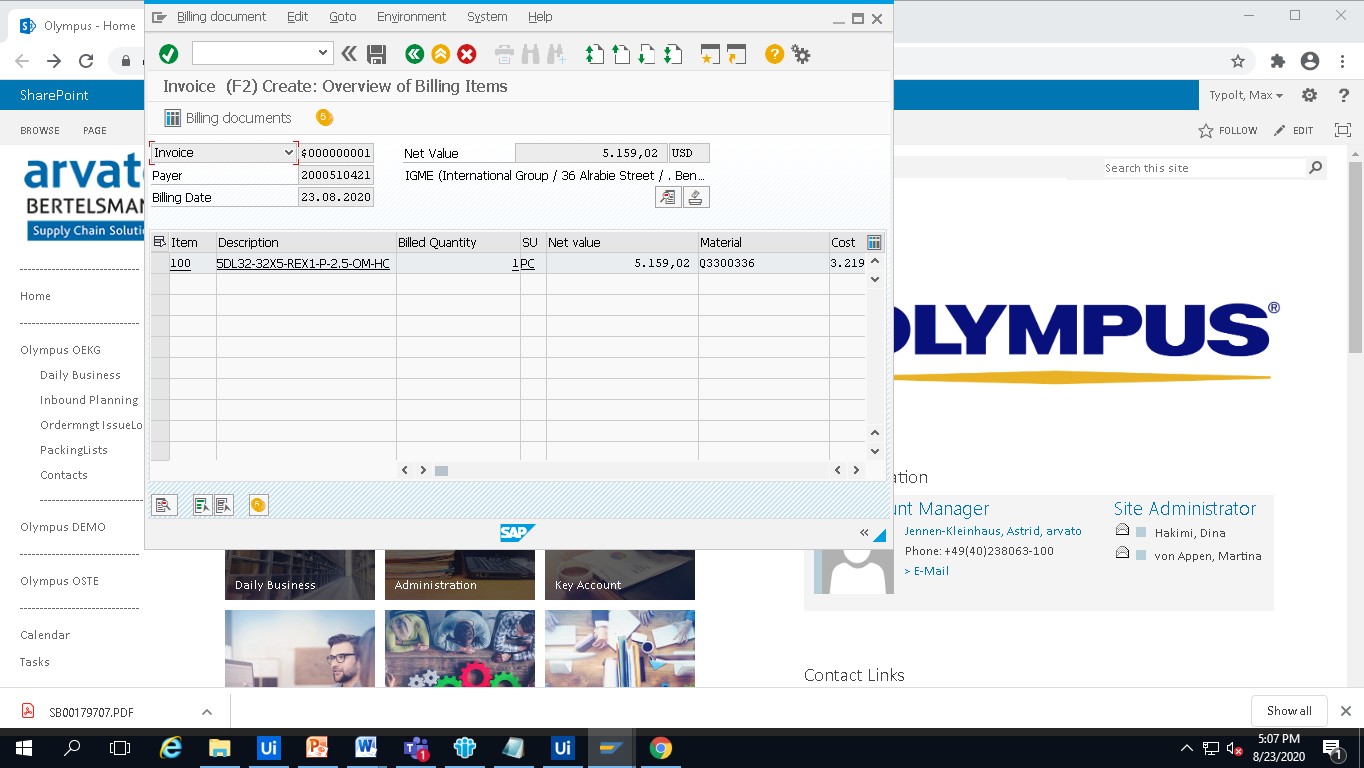 Olympus - Home
Billing document Edit Goto Environment System Help
Invoice (F2) Create: Overview of Billing Items
SharePoint
Typolt, Max
Billing documents
BROWSE PAGE
FOLLOW EDIT
Invoice $000000001 Net Value 5.159,02 USD
Payer 2000510421 IGME (International Group / 36 Alrabie Street / . Ben...
Billing Date 23.08.2020
Search this site
arvato
BERTELSMAN
Supply Chain Soluti
Item Description Billed Quantity SU Net value Material Cost
100 5DL32-32X5-REX1-P-2.5-OM-HC 1 PC 5.159,02 Q3300336 3.219
Home
OLYMPUS®
Olympus OEKG
Daily Business
Inbound Planning
Ordermngt IssueLo
PackingLists
Contacts
Olympus DEMO
Olympus OSTE
Calendar
Tasks
SAP
ation
unt Manager
Jennen-Kleinhaus, Astrid, arvato
Phone: +49(40)238063-100
> E-Mail
Site Administrator
Hakimi, Dina
von Appen, Martina
Daily Business Administration Key Account
Contact Links
SB00179707.PDF
Show all
Ui Ui
1
5:07 PM
8/23/2020
1